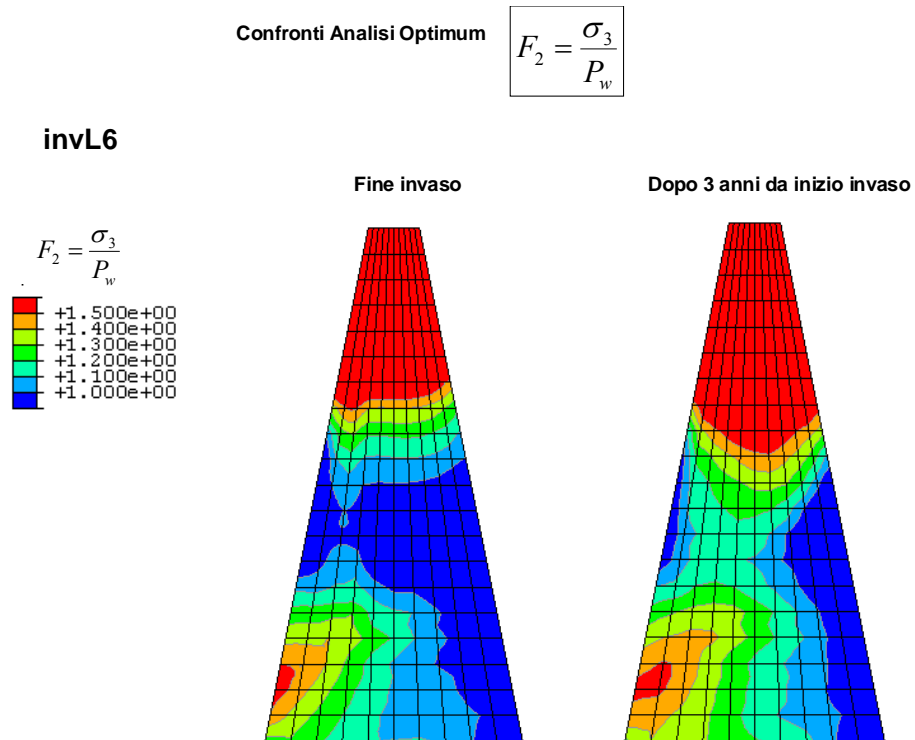 Confronti Analisi Optimum
F₂ = σ₃ / P_w
invL6
Fine invaso
Dopo 3 anni da inizio invaso
F₂ = σ₃ / P_w
+1.500e+00
+1.400e+00
+1.300e+00
+1.200e+00
+1.100e+00
+1.000e+00